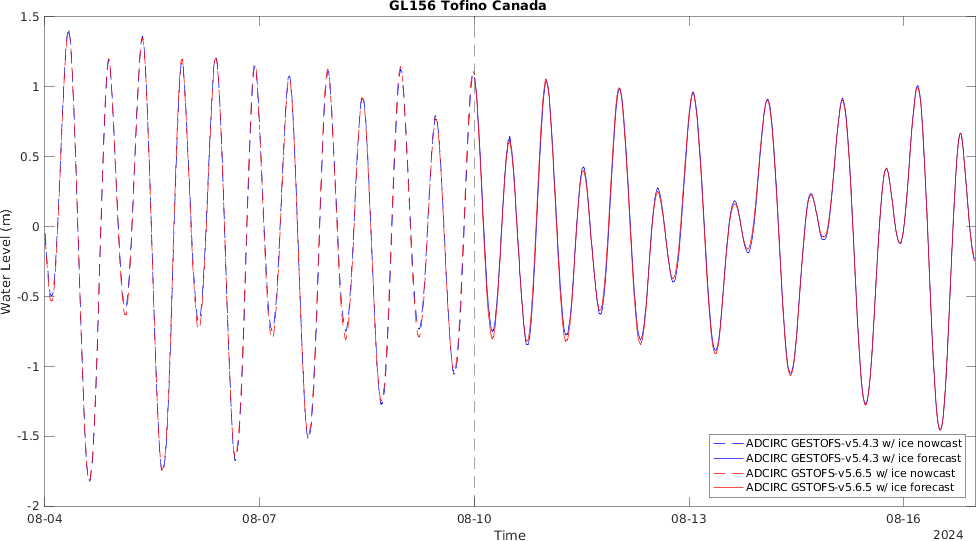 GL156 Tofino Canada
1.5
1
0.5
0
-0.5
-1
-1.5
-2
Water Level (m)
08-04
08-07
08-10
08-13
08-16
Time
2024
ADCIRC GESTOFS-v5.4.3 w/ ice nowcast
ADCIRC GESTOFS-v5.4.3 w/ ice forecast
ADCIRC GSTOFS-v5.6.5 w/ ice nowcast
ADCIRC GSTOFS-v5.6.5 w/ ice forecast